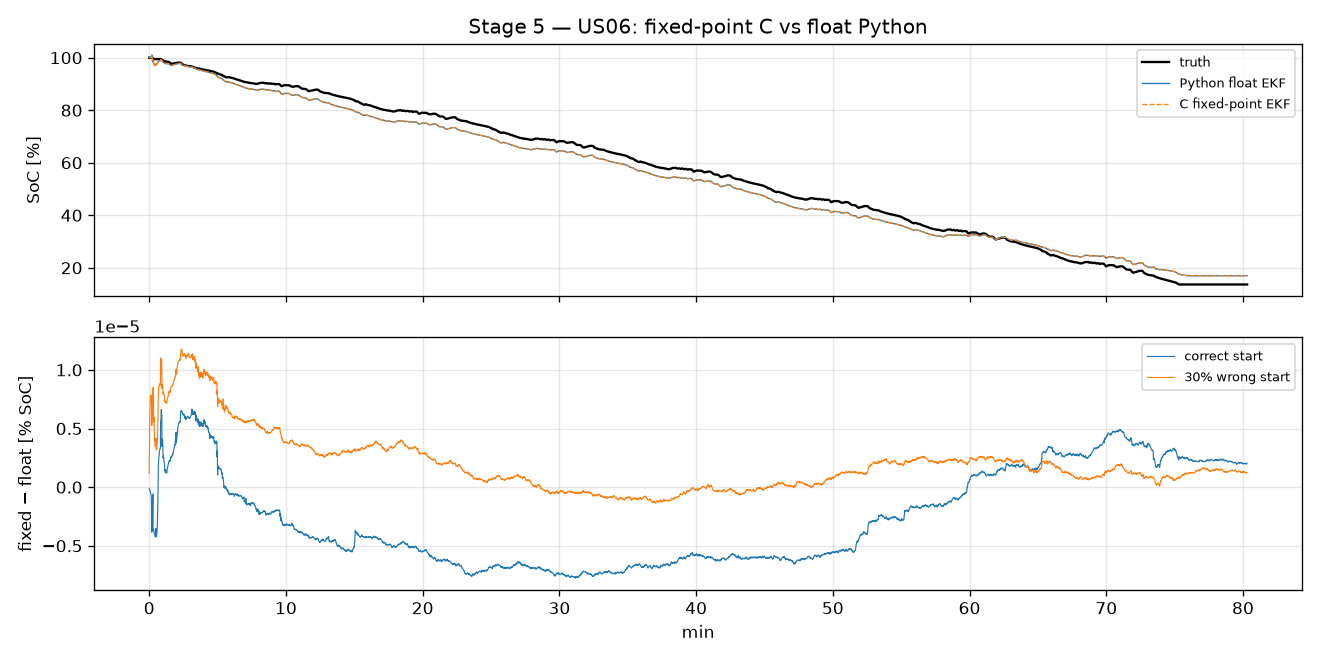 Stage 5 — US06: fixed-point C vs float Python
SoC [%]
100
80
60
40
20
truth
Python float EKF
C fixed-point EKF
1e−5
fixed − float [% SoC]
1.0
0.5
0.0
−0.5
correct start
30% wrong start
0 10 20 30 40 50 60 70 80
min